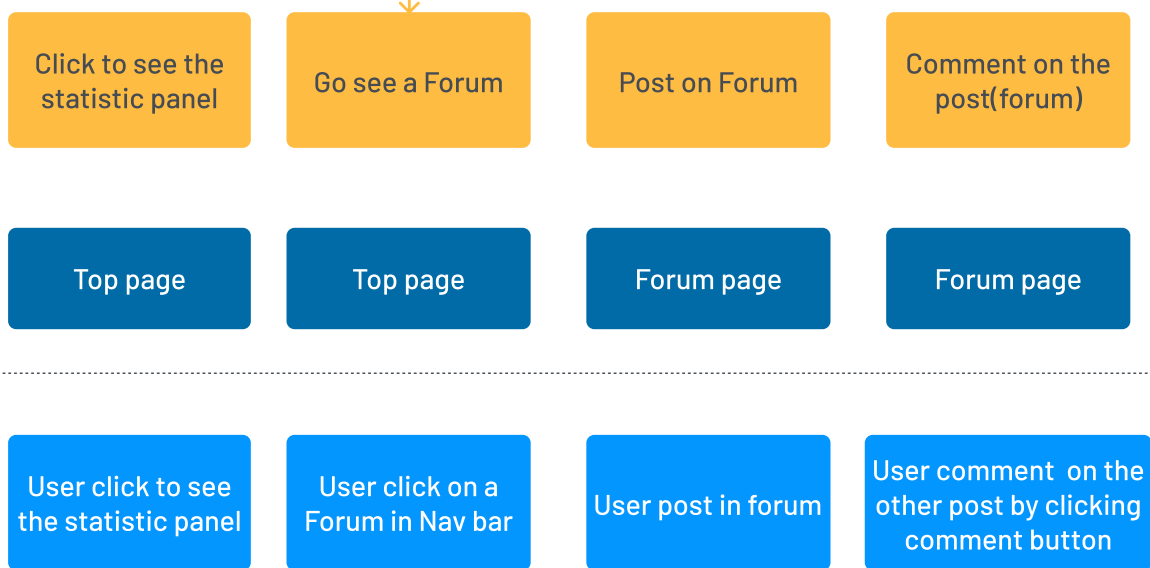 Click to see the
statistic panel
Go see a Forum
Post on Forum
Comment on the
post(forum)
Top page
Top page
Forum page
Forum page
User click to see
the statistic panel
User click on a
Forum in Nav bar
User post in forum
User comment  on the
other post by clicking
comment button